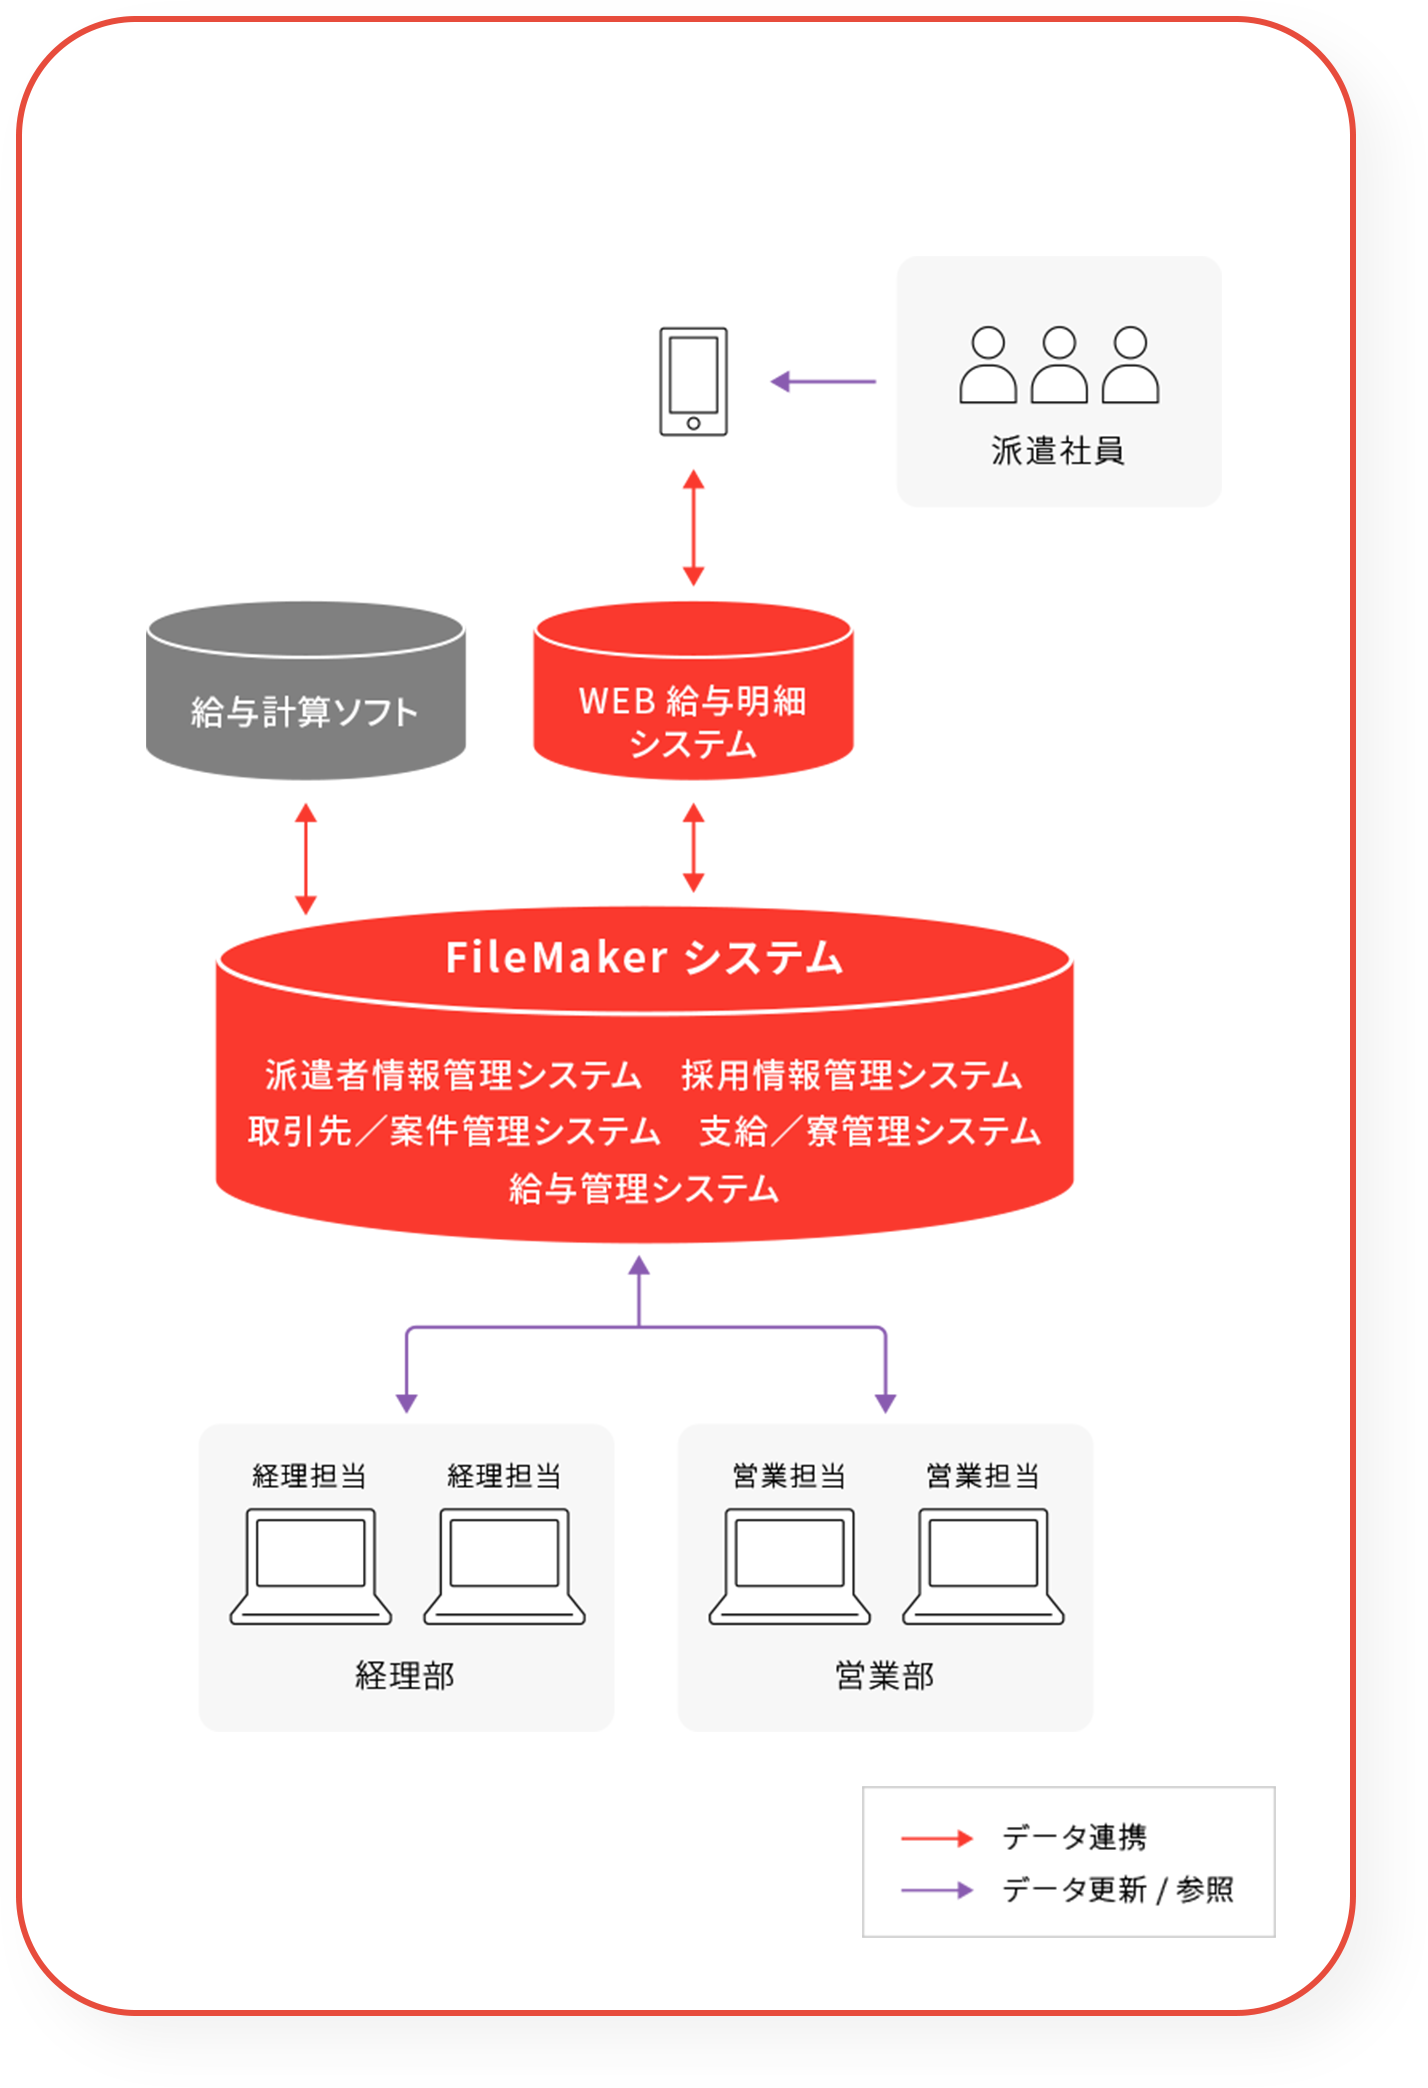 派遣社員
給与計算ソフト
WEB 給与明細
システム
FileMaker システム
派遣者情報管理システム 採用情報管理システム
取引先／案件管理システム 支給／寮管理システム
給与管理システム
経理担当 経理担当
経理部
営業担当 営業担当
営業部
データ連携
データ更新 / 参照